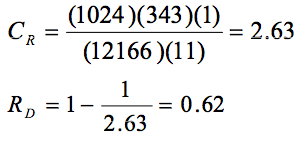 C_R = (1024)(343)(1) / (12166)(11) = 2.63
R_D = 1 − 1 / 2.63 = 0.62